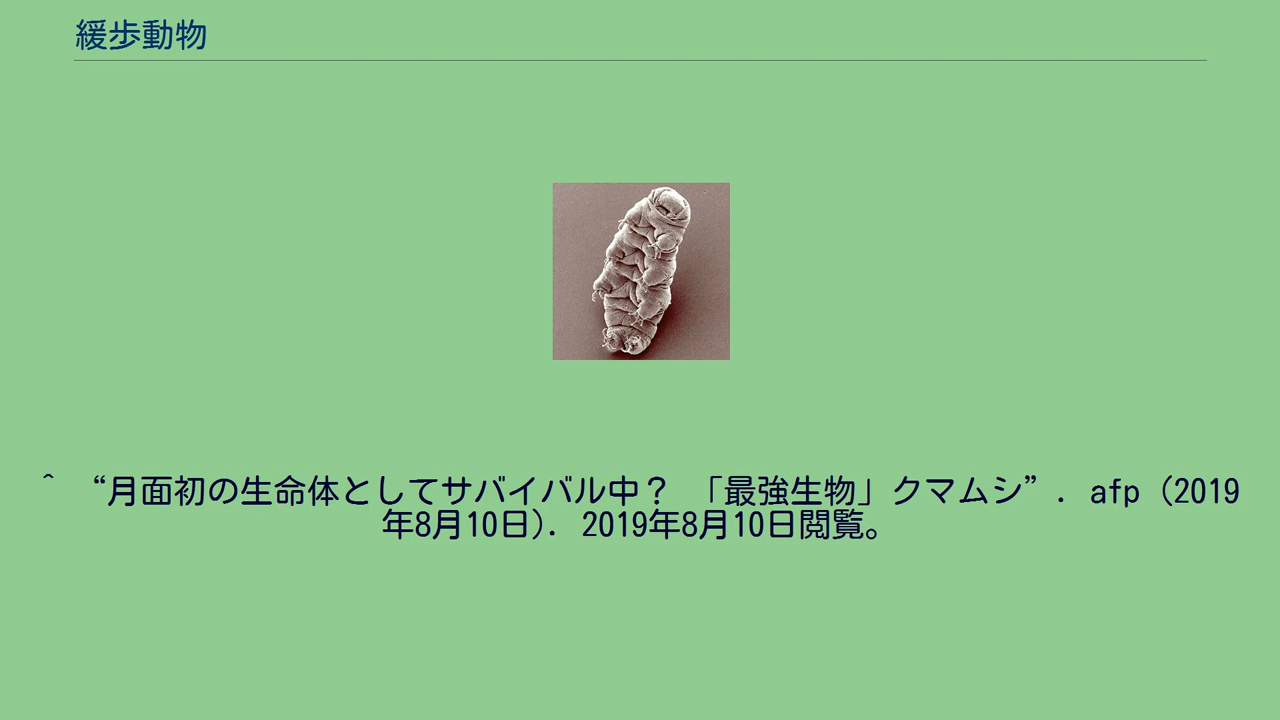 緩歩動物
^ “月面初の生命体としてサバイバル中？ 「最強生物」クマムシ”. afp (2019
年8月10日). 2019年8月10日閲覧。